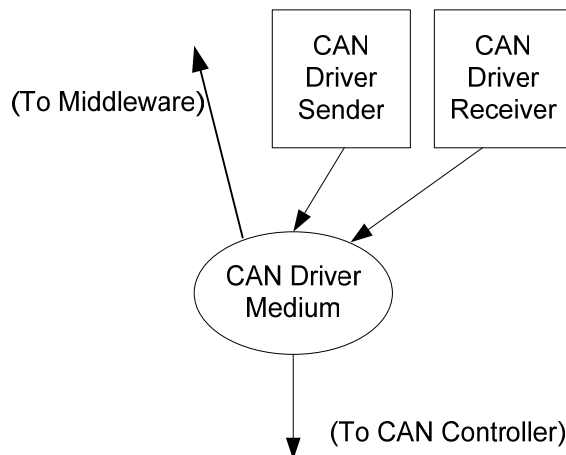 CAN
Driver
Sender
CAN
Driver
Receiver
(To Middleware)
CAN Driver
Medium
(To CAN Controller)